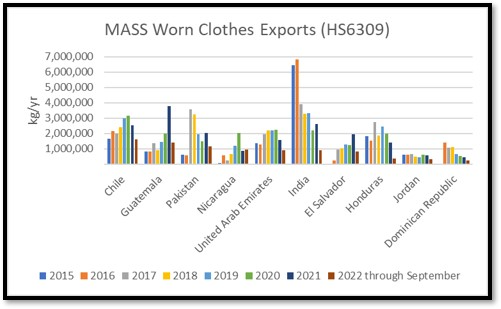 MASS Worn Clothes Exports (HS6309)
kg/yr
7,000,000
6,000,000
5,000,000
4,000,000
3,000,000
2,000,000
1,000,000
Chile
Guatemala
Pakistan
Nicaragua
United Arab Emirates
India
El Salvador
Honduras
Jordan
Dominican Republic
2015 2016 2017 2018 2019 2020 2021 2022 through September